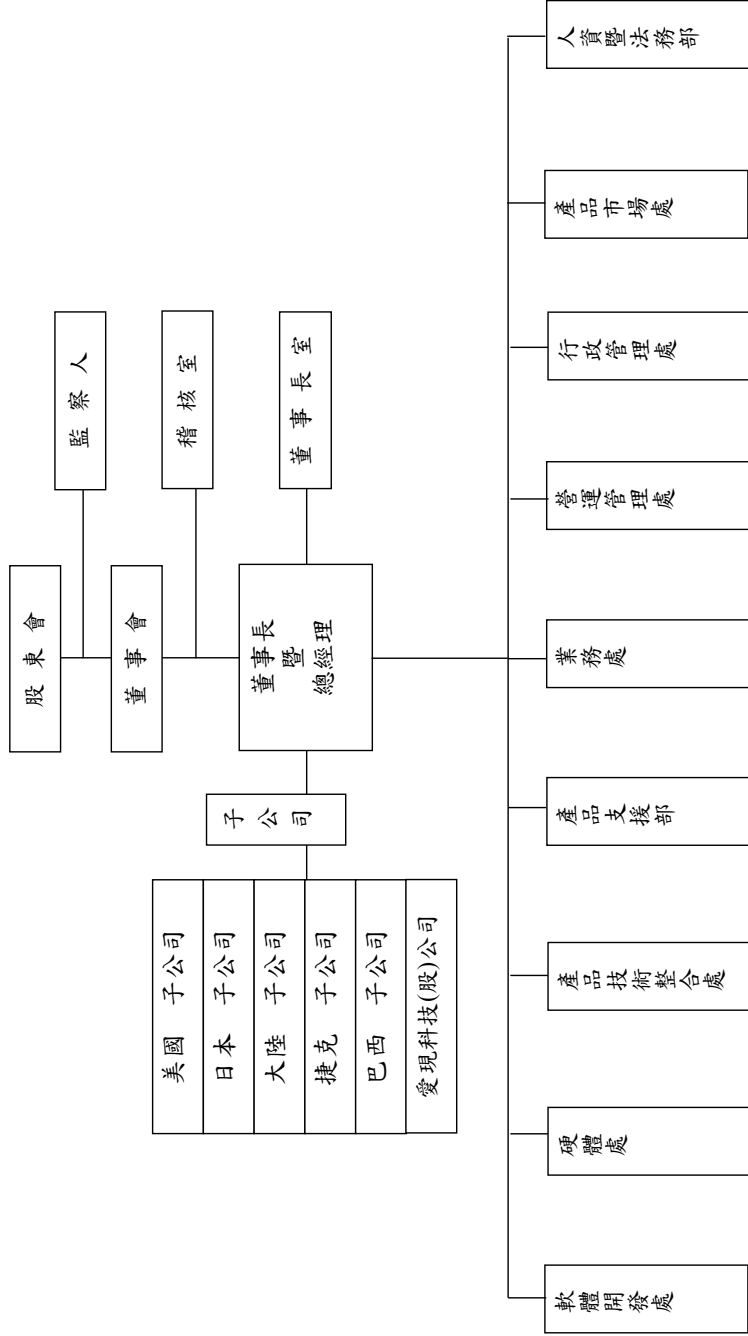 股東會
監察人
董事會
稽核室
董事長
暨
總經理
董事長室
子公司
美國 子公司
日本 子公司
大陸 子公司
捷克 子公司
巴西 子公司
愛現科技(股)公司
軟體開發處
硬體處
產品技術整合處
產品支援部
業務處
營運管理處
行政管理處
產品市場處
人資暨法務部